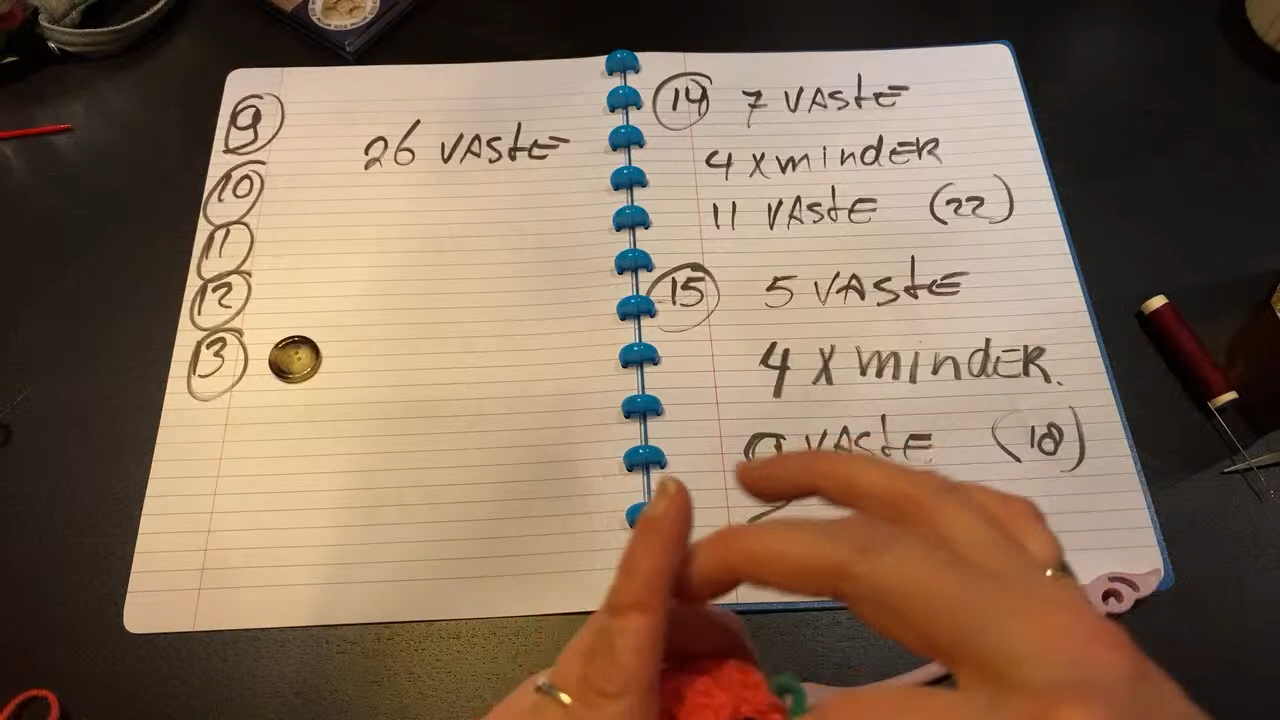 9
26 VASTE
10
11
12
13
14 7 VASTE
4 X MINDER
11 VASTE (22)
15 5 VASTE
4 X MINDER.
9 VASTE (18)